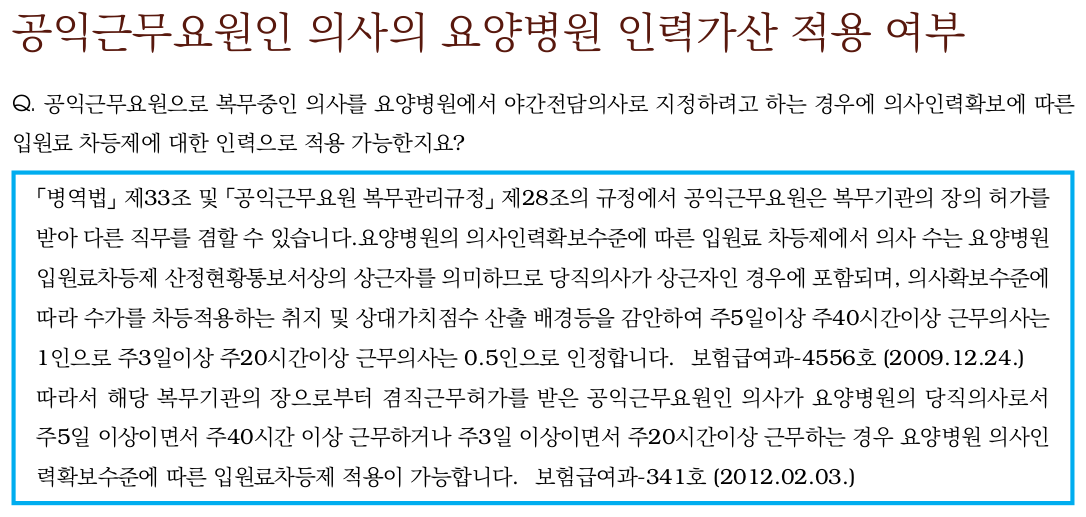 공익근무요원인 의사의 요양병원 인력가산 적용 여부
Q. 공익근무요원으로 복무중인 의사를 요양병원에서 야간전담의사로 지정하려고 하는 경우에 의사인력확보에 따른
입원료 차등제에 대한 인력으로 적용 가능한지요?
「병역법」 제33조 및 「공익근무요원 복무관리규정」 제28조의 규정에서 공익근무요원은 복무기관의 장의 허가를
받아 다른 직무를 겸할 수 있습니다.요양병원의 의사인력확보수준에 따른 입원료 차등제에서 의사 수는 요양병원
입원료차등제 산정현황통보서상의 상근자를 의미하므로 당직의사가 상근자인 경우에 포함되며, 의사확보수준에
따라 수가를 차등적용하는 취지 및 상대가치점수 산출 배경등을 감안하여 주5일이상 주40시간이상 근무의사는
1인으로 주3일이상 주20시간이상 근무의사는 0.5인으로 인정합니다. 보험급여과-4556호 (2009.12.24.)
따라서 해당 복무기관의 장으로부터 겸직근무허가를 받은 공익근무요원인 의사가 요양병원의 당직의사로서
주5일 이상이면서 주40시간 이상 근무하거나 주3일 이상이면서 주20시간이상 근무하는 경우 요양병원 의사인
력확보수준에 따른 입원료차등제 적용이 가능합니다. 보험급여과-341호 (2012.02.03.)